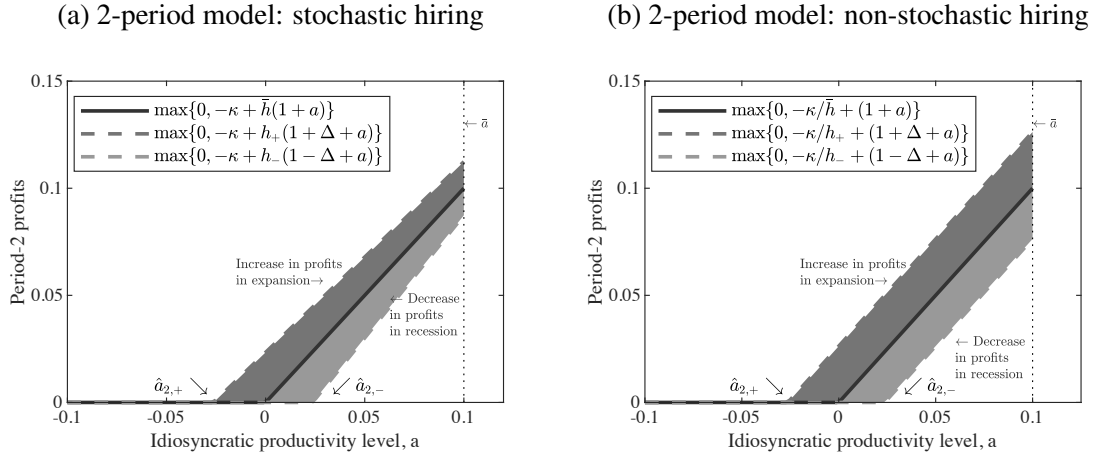 (a) 2-period model: stochastic hiring
0.15
max{0, −κ + h̄(1 + a)}
max{0, −κ + h₊(1 + Δ + a)}
max{0, −κ + h₋(1 − Δ + a)}
← ā
0.1
Period-2 profits
Increase in profits
in expansion→
0.05
← Decrease
in profits
in recession
â₂,₊
â₂,₋
0
-0.1
-0.05
0
0.05
0.1
Idiosyncratic productivity level, a
(b) 2-period model: non-stochastic hiring
0.15
max{0, −κ/h̄ + (1 + a)}
max{0, −κ/h₊ + (1 + Δ + a)}
max{0, −κ/h₋ + (1 − Δ + a)}
← ā
0.1
Period-2 profits
Increase in profits
in expansion→
0.05
← Decrease
in profits
in recession
â₂,₊
â₂,₋
0
-0.1
-0.05
0
0.05
0.1
Idiosyncratic productivity level, a